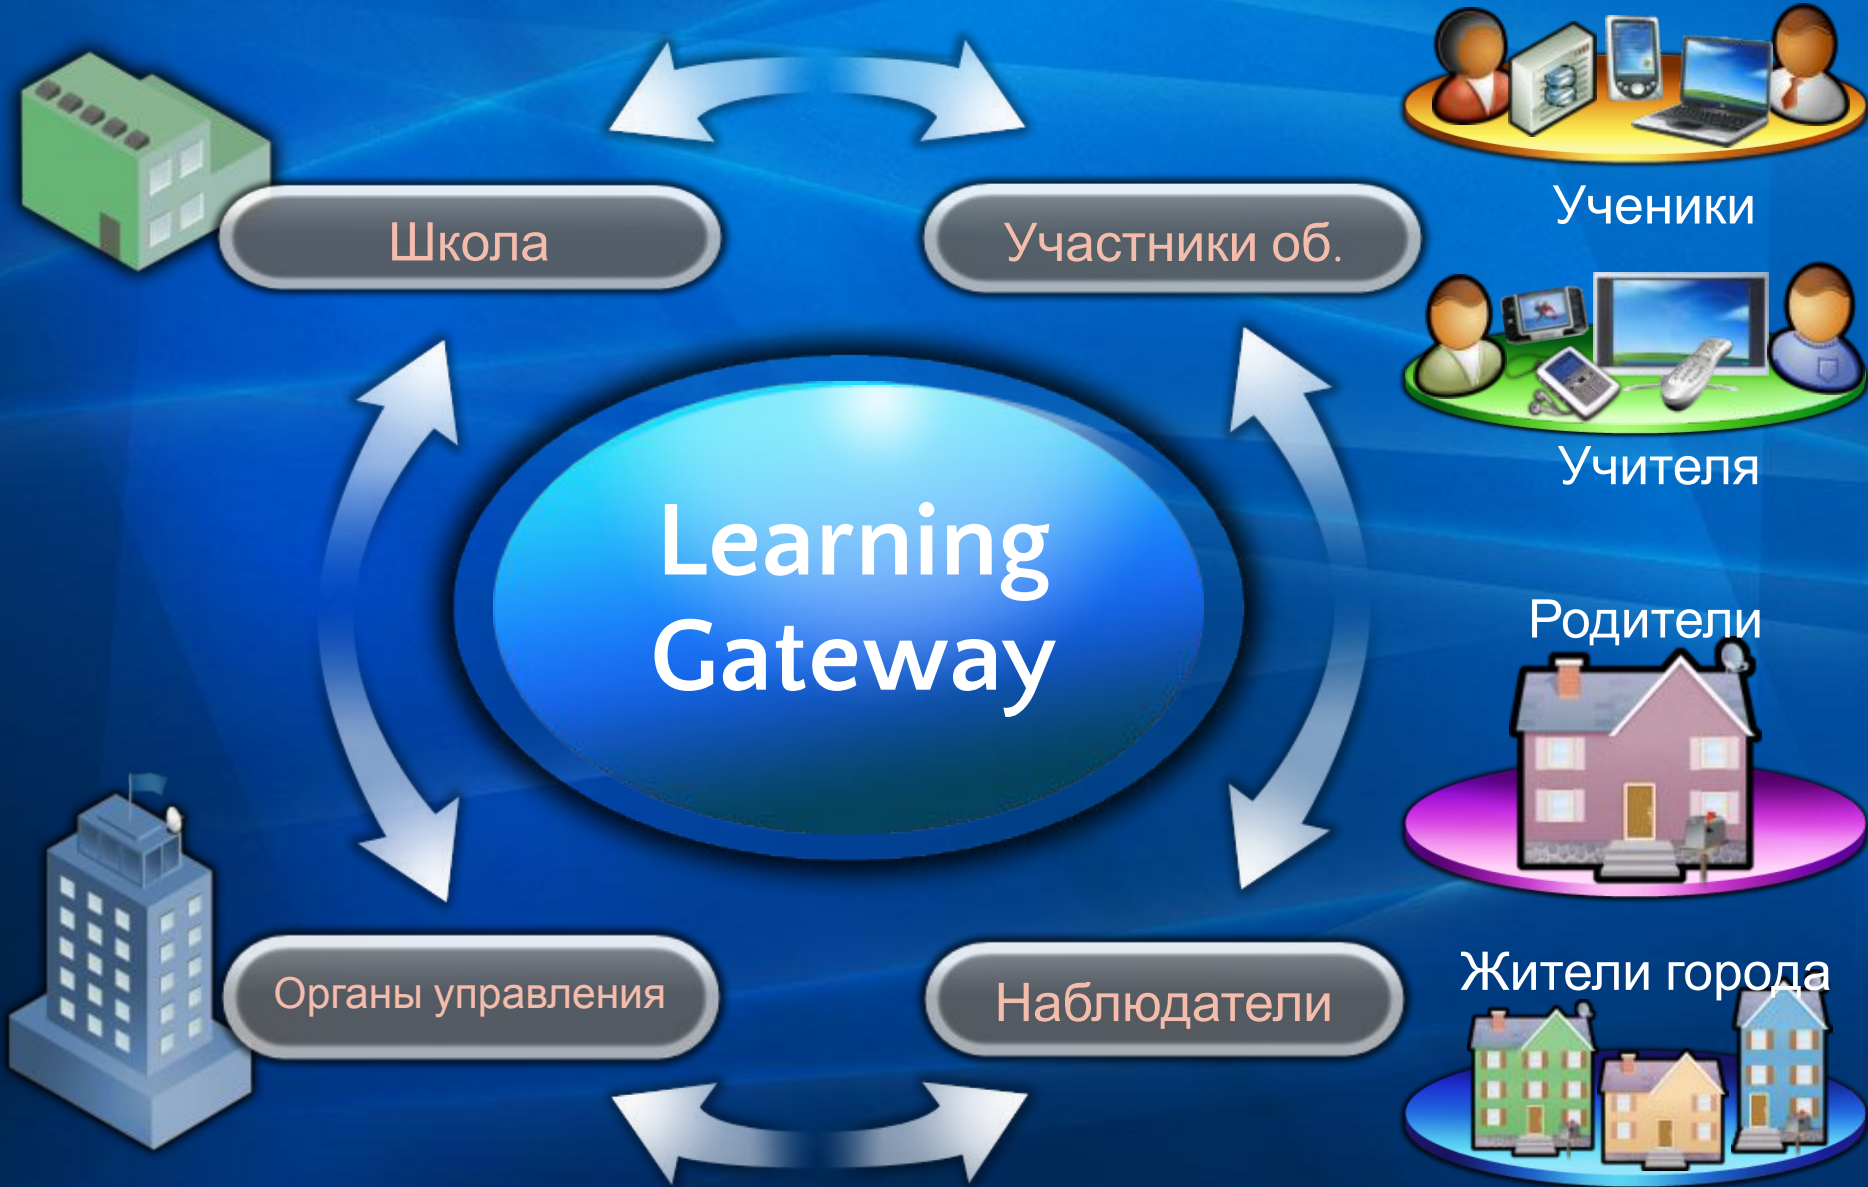 Школа
Участники об.
Ученики
Учителя
Learning
Gateway
Родители
Органы управления
Наблюдатели
Жители города